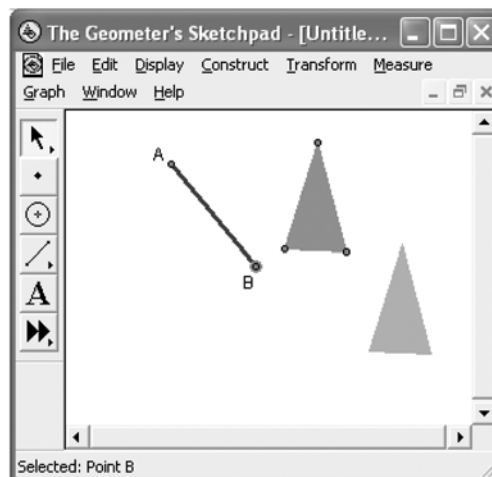 The Geometer's Sketchpad - [Untitle...
File Edit Display Construct Transform Measure
Graph Window Help
A
B
A
Selected: Point B